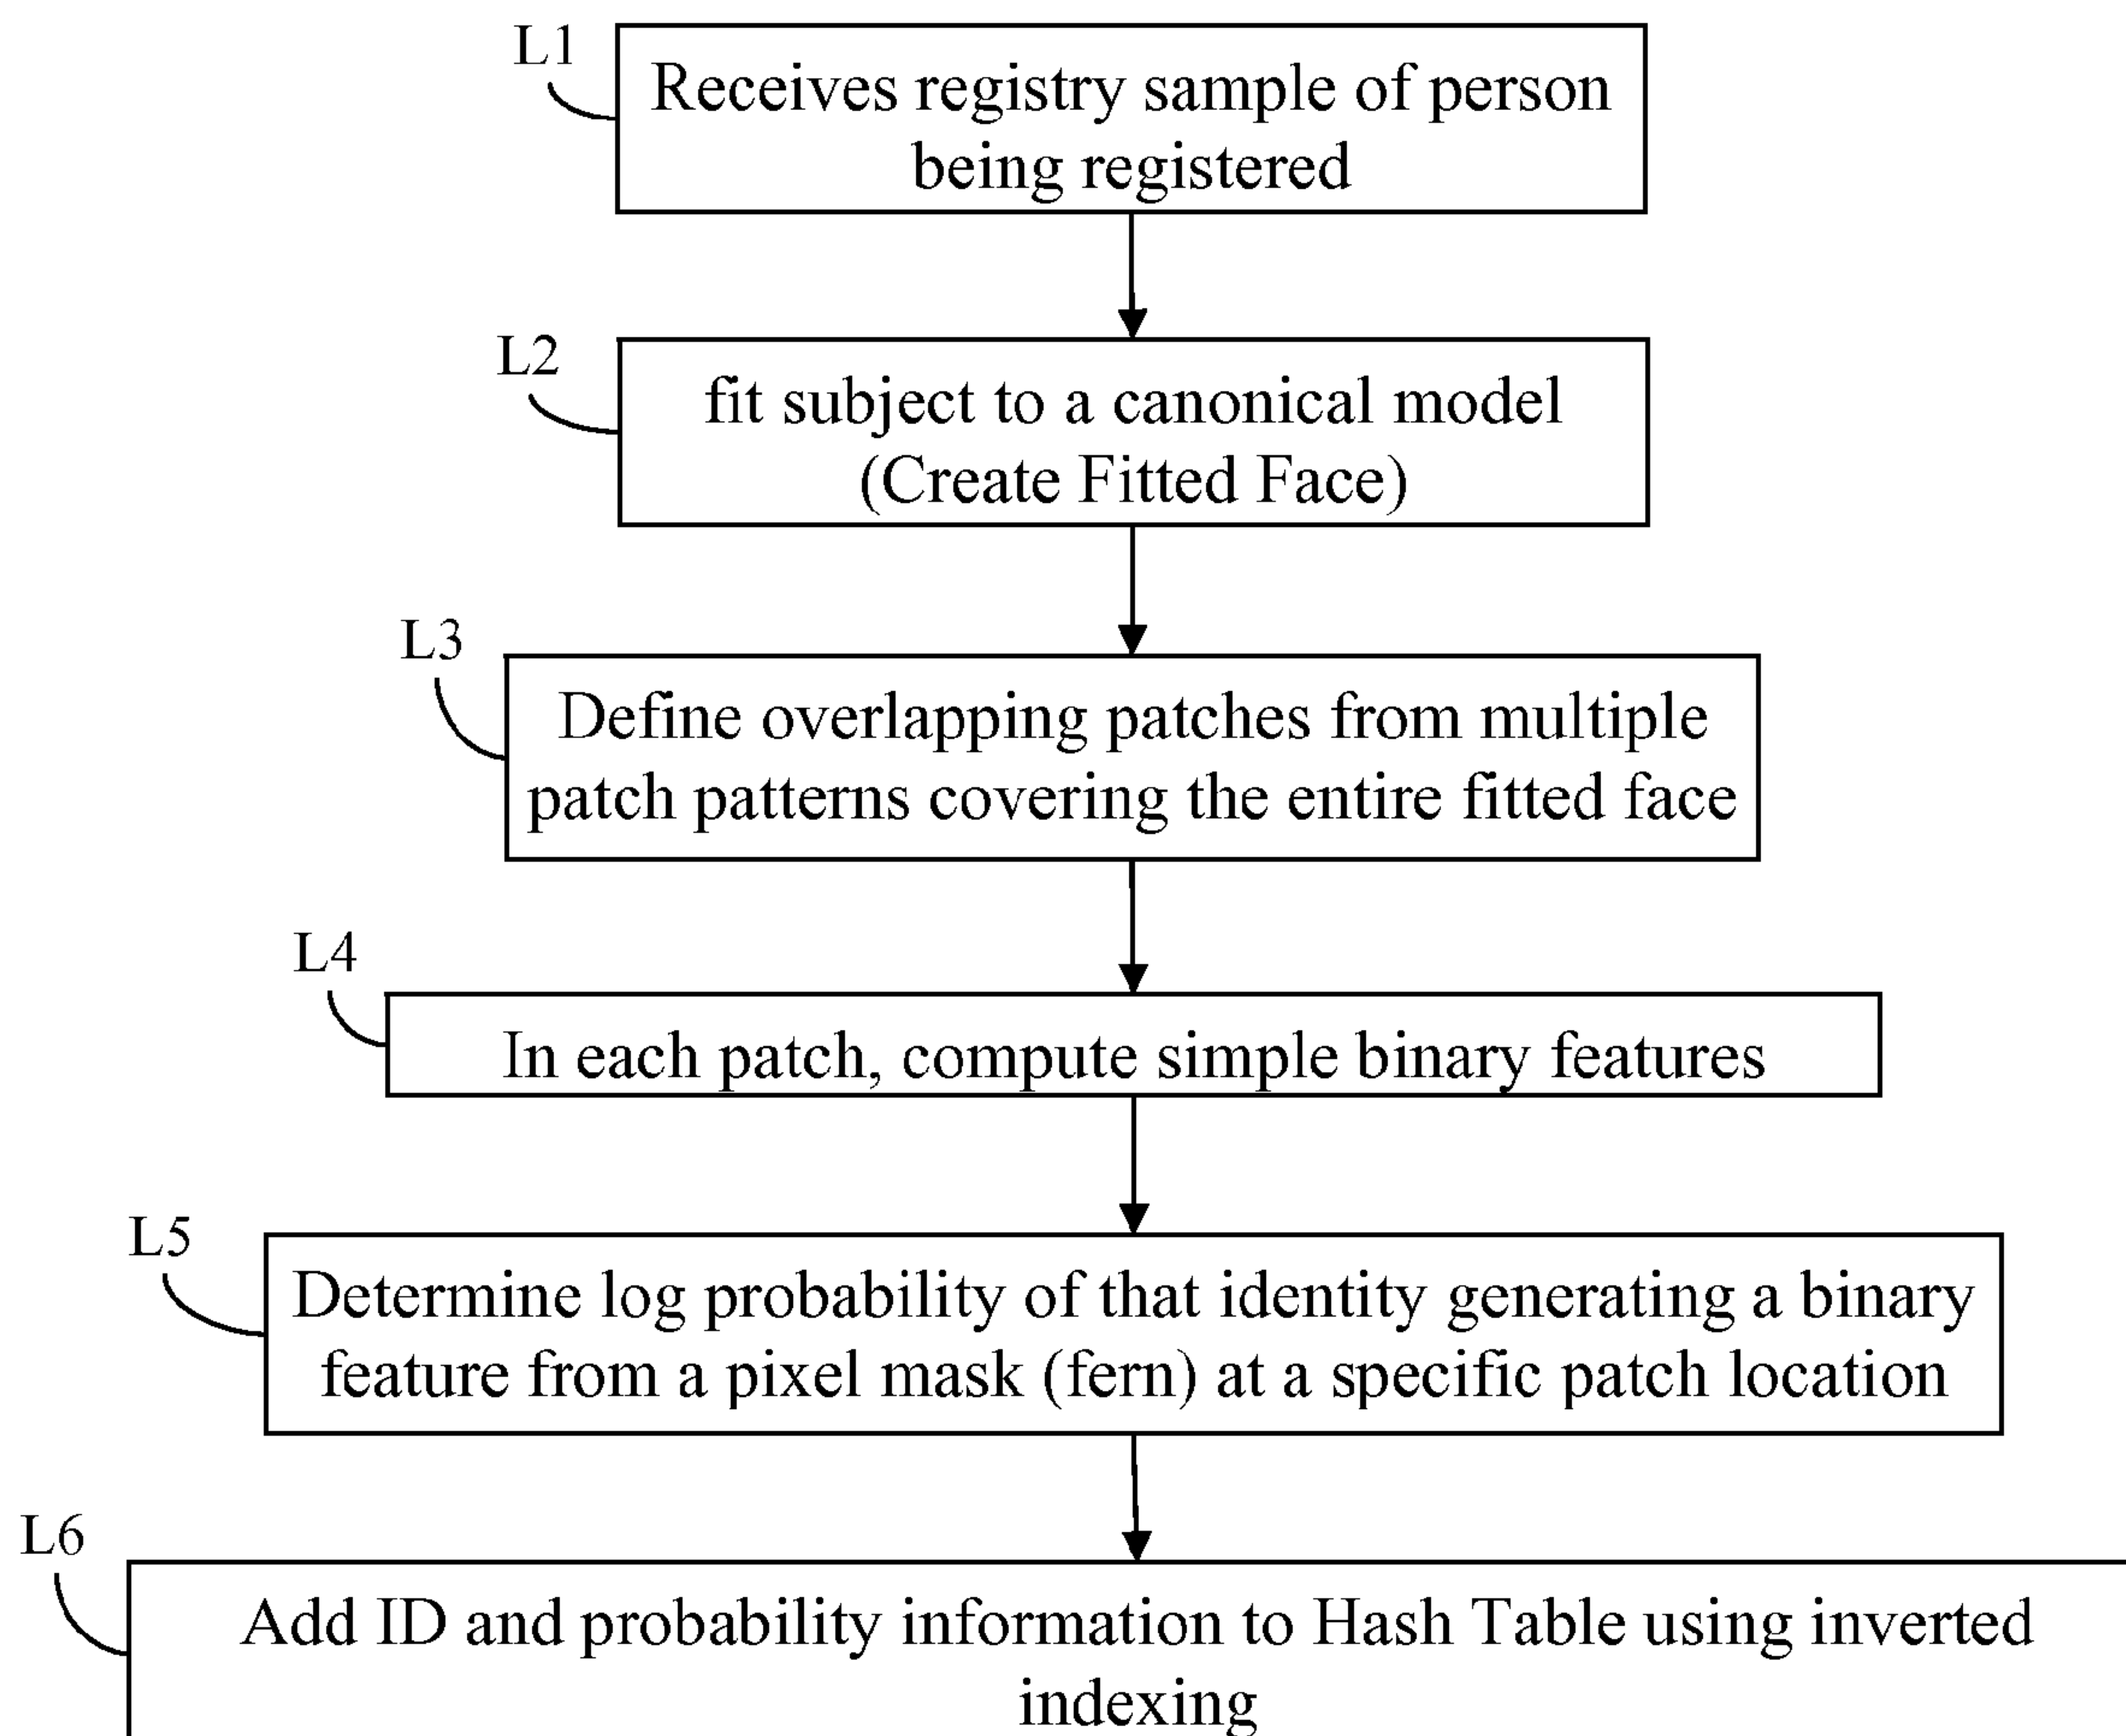 L1
Receives registry sample of person
being registered
L2
fit subject to a canonical model
(Create Fitted Face)
L3
Define overlapping patches from multiple
patch patterns covering the entire fitted face
L4
In each patch, compute simple binary features
L5
Determine log probability of that identity generating a binary
feature from a pixel mask (fern) at a specific patch location
L6
Add ID and probability information to Hash Table using inverted
indexing